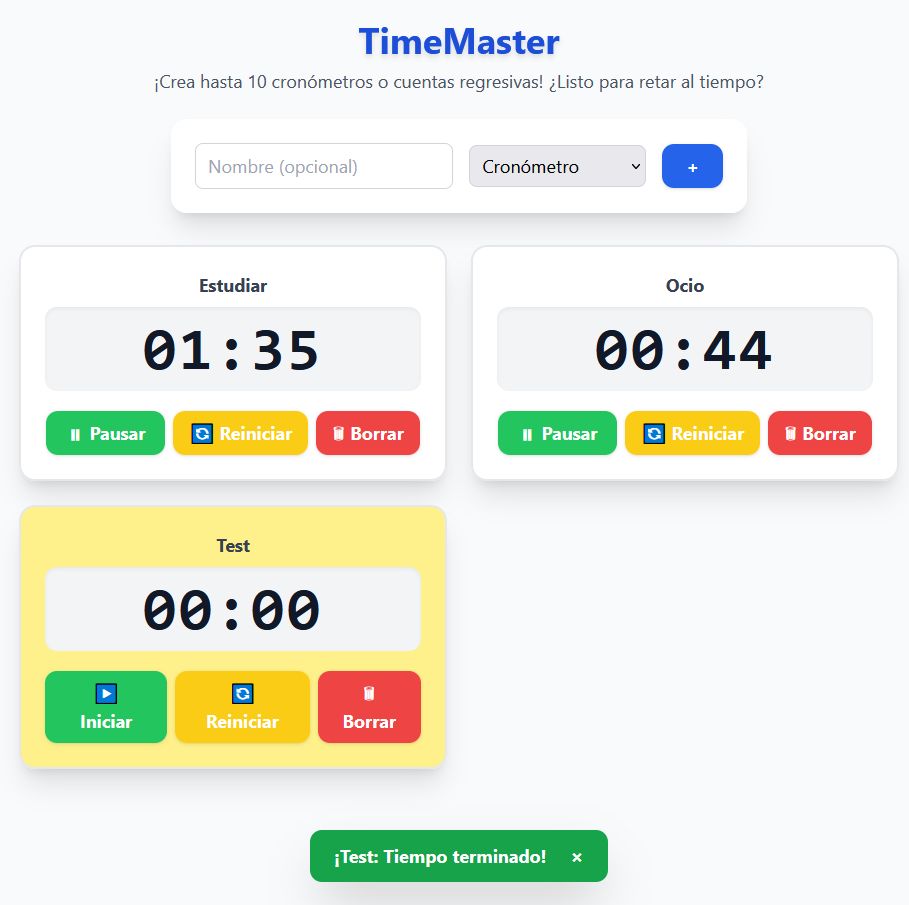 TimeMaster
¡Crea hasta 10 cronómetros o cuentas regresivas! ¿Listo para retar al tiempo?
Nombre (opcional)
Cronómetro
+
Estudiar
01:35
Pausar
Reiniciar
Borrar
Ocio
00:44
Pausar
Reiniciar
Borrar
Test
00:00
Iniciar
Reiniciar
Borrar
¡Test: Tiempo terminado! ×